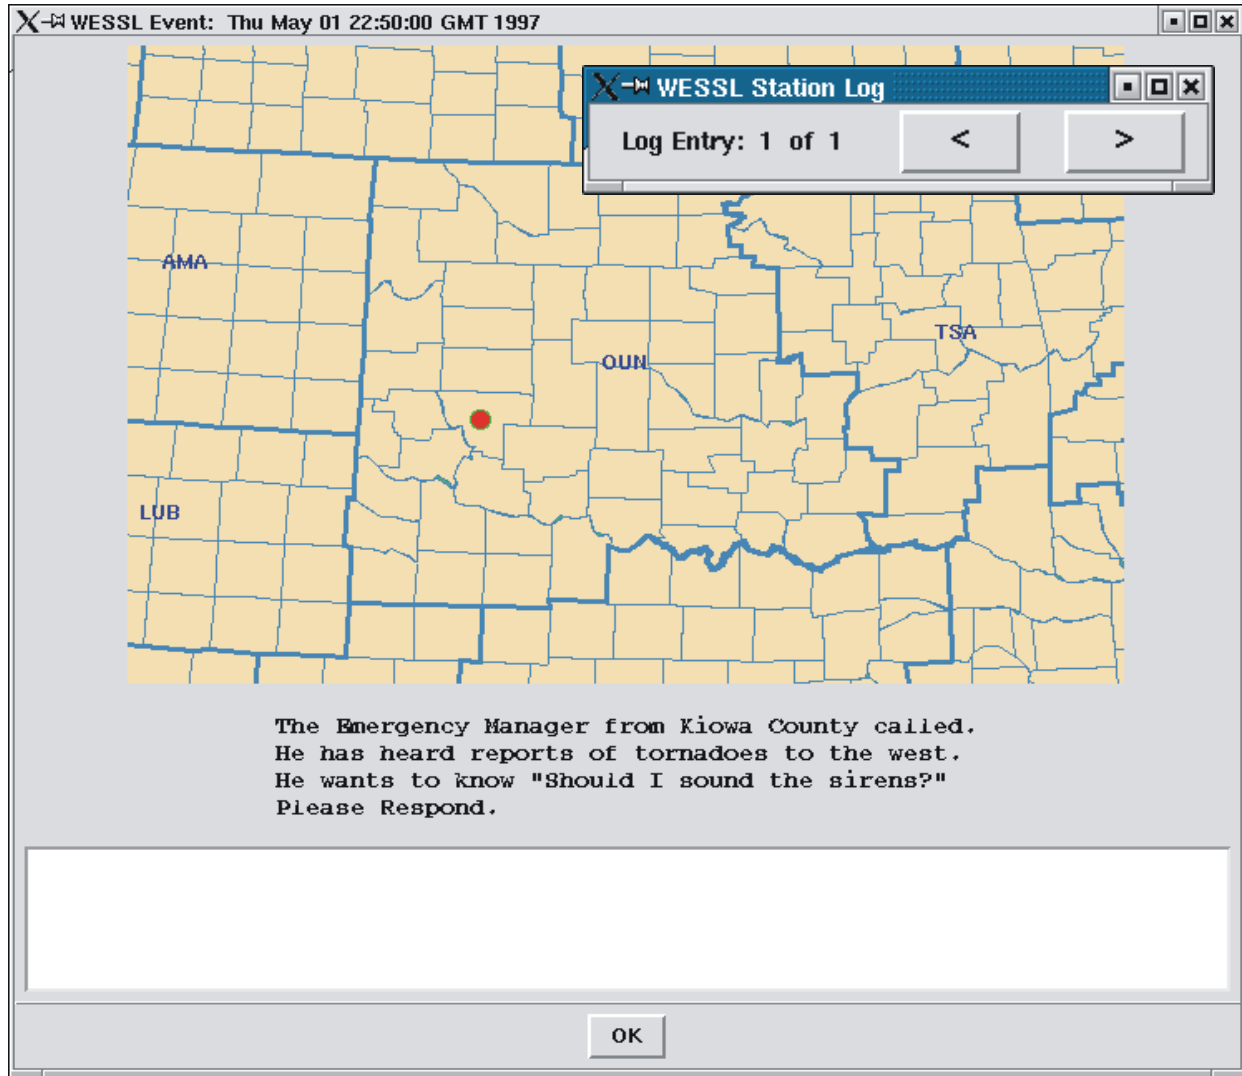 WESSL Event: Thu May 01 22:50:00 GMT 1997
WESSL Station Log
Log Entry: 1 of 1
<
>
AMA
TSA
OUN
LUB
The Emergency Manager from Kiowa County called.
He has heard reports of tornadoes to the west.
He wants to know "Should I sound the sirens?"
Please Respond.
OK